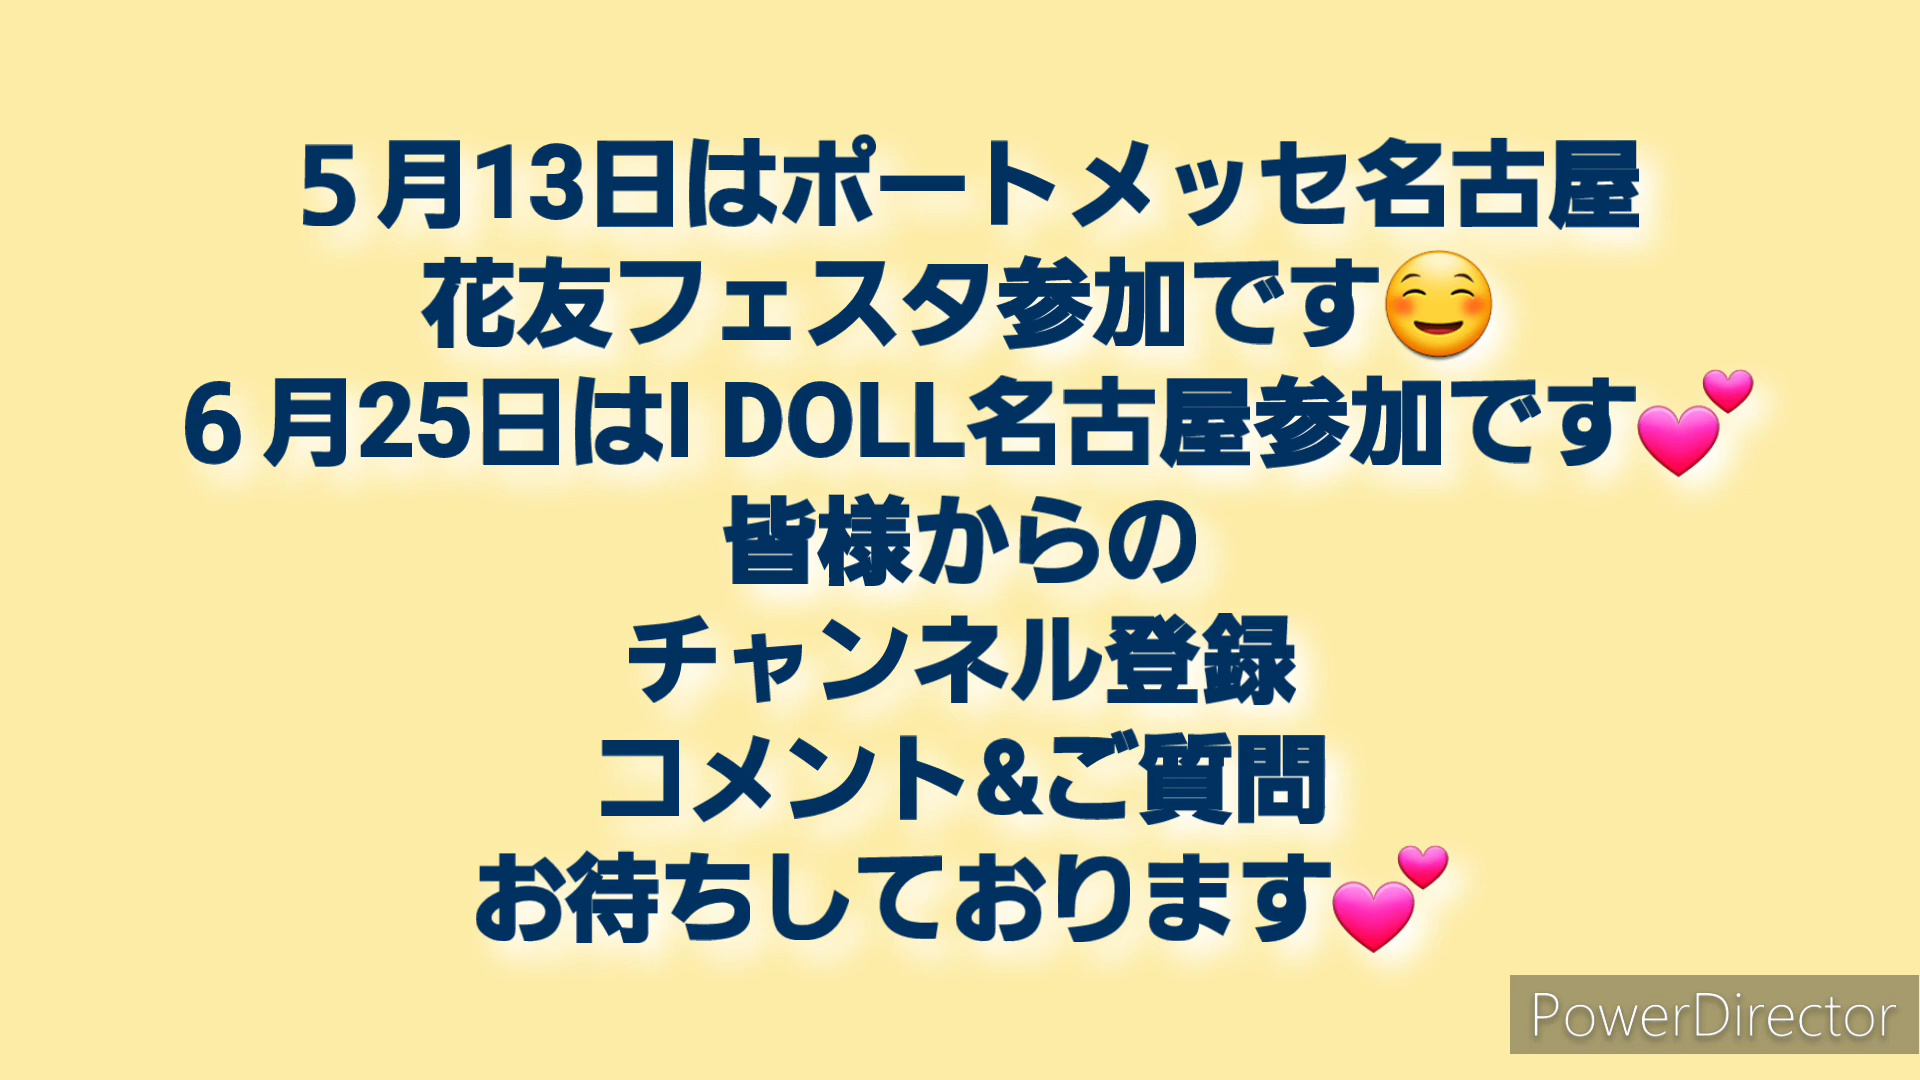 ５月13日はポートメッセ名古屋
花友フェスタ参加です😊
６月25日はI DOLL名古屋参加です💕
皆様からの
チャンネル登録
コメント&ご質問
お待ちしております💕
PowerDirector